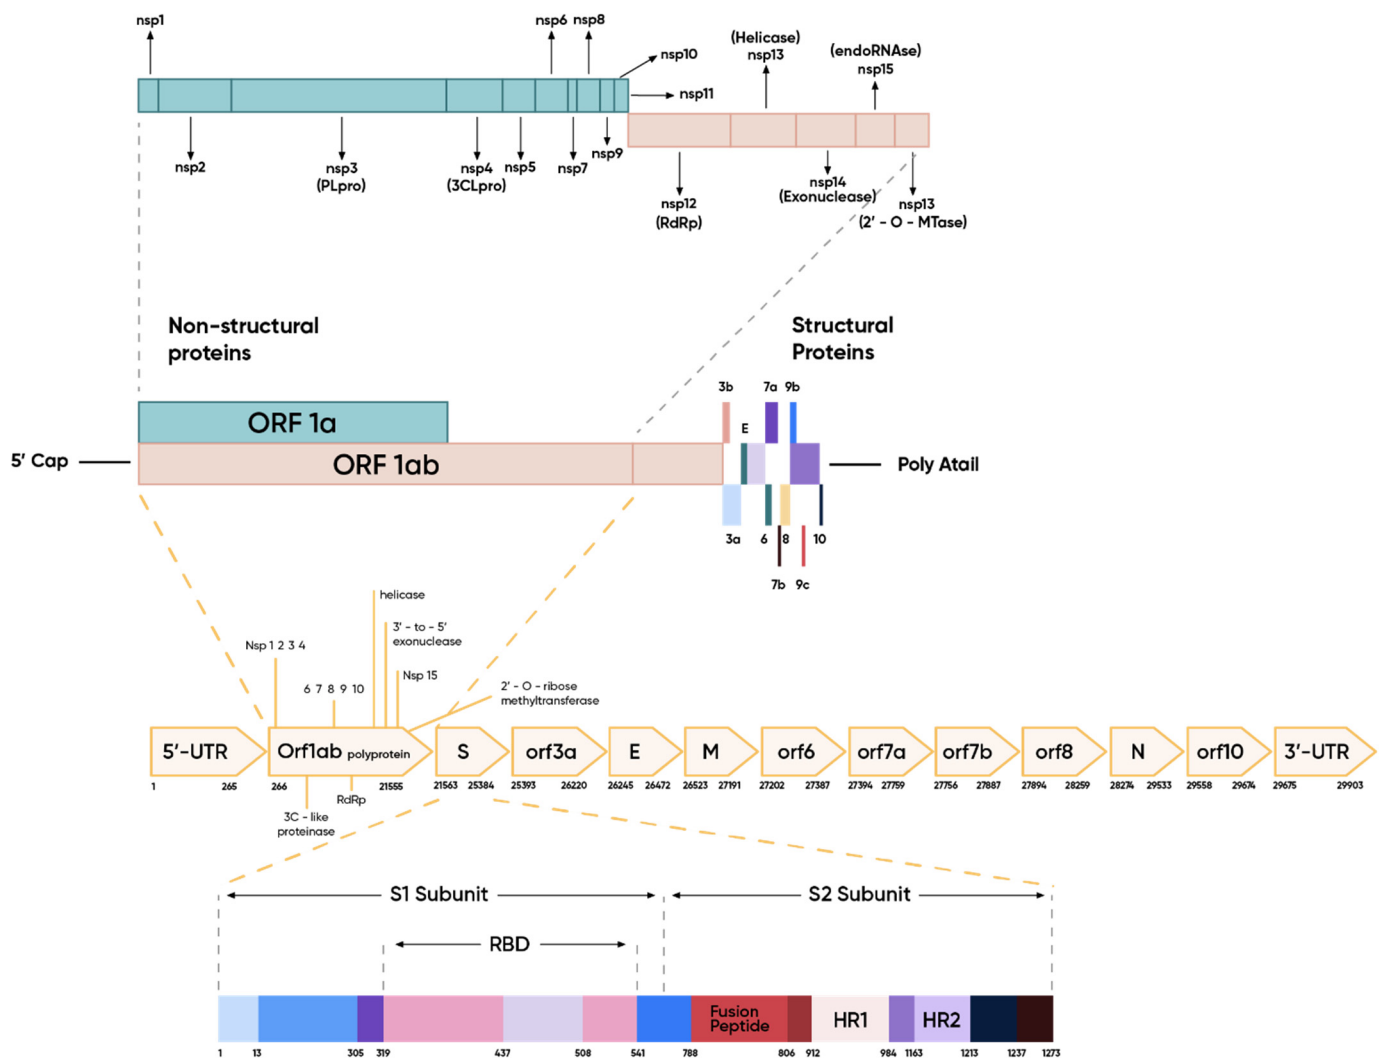 nsp1
nsp6 nsp8
(Helicase)
nsp13
(endoRNAse)
nsp15
nsp10
nsp11
nsp2
nsp3
(PLpro)
nsp4
(3CLpro)
nsp5
nsp7
nsp9
nsp12
(RdRp)
nsp14
(Exonuclease)
nsp13
(2' - O - MTase)
Non-structural
proteins
Structural
Proteins
3b 7a 9b
E
ORF 1a
5' Cap
ORF 1ab
Poly Atail
3a 6 8 10
7b 9c
helicase
3' - to - 5'
exonuclease
Nsp 1 2 3 4
Nsp 15
6 7 8 9 10
2' - O - ribose
methyltransferase
5'-UTR Orf1ab polyprotein S orf3a E M orf6 orf7a orf7b orf8 N orf10 3'-UTR
1 265 266 21555 21563 25384 25393 26220 26245 26472 26523 27191 27202 27387 27394 27759 27756 27887 27894 28259 28274 29533 29558 29674 29675 29903
RdRp
3C - like
proteinase
S1 Subunit S2 Subunit
RBD
Fusion
Peptide
HR1 HR2
1 13 305 319 437 508 541 788 806 912 984 1163 1213 1237 1273